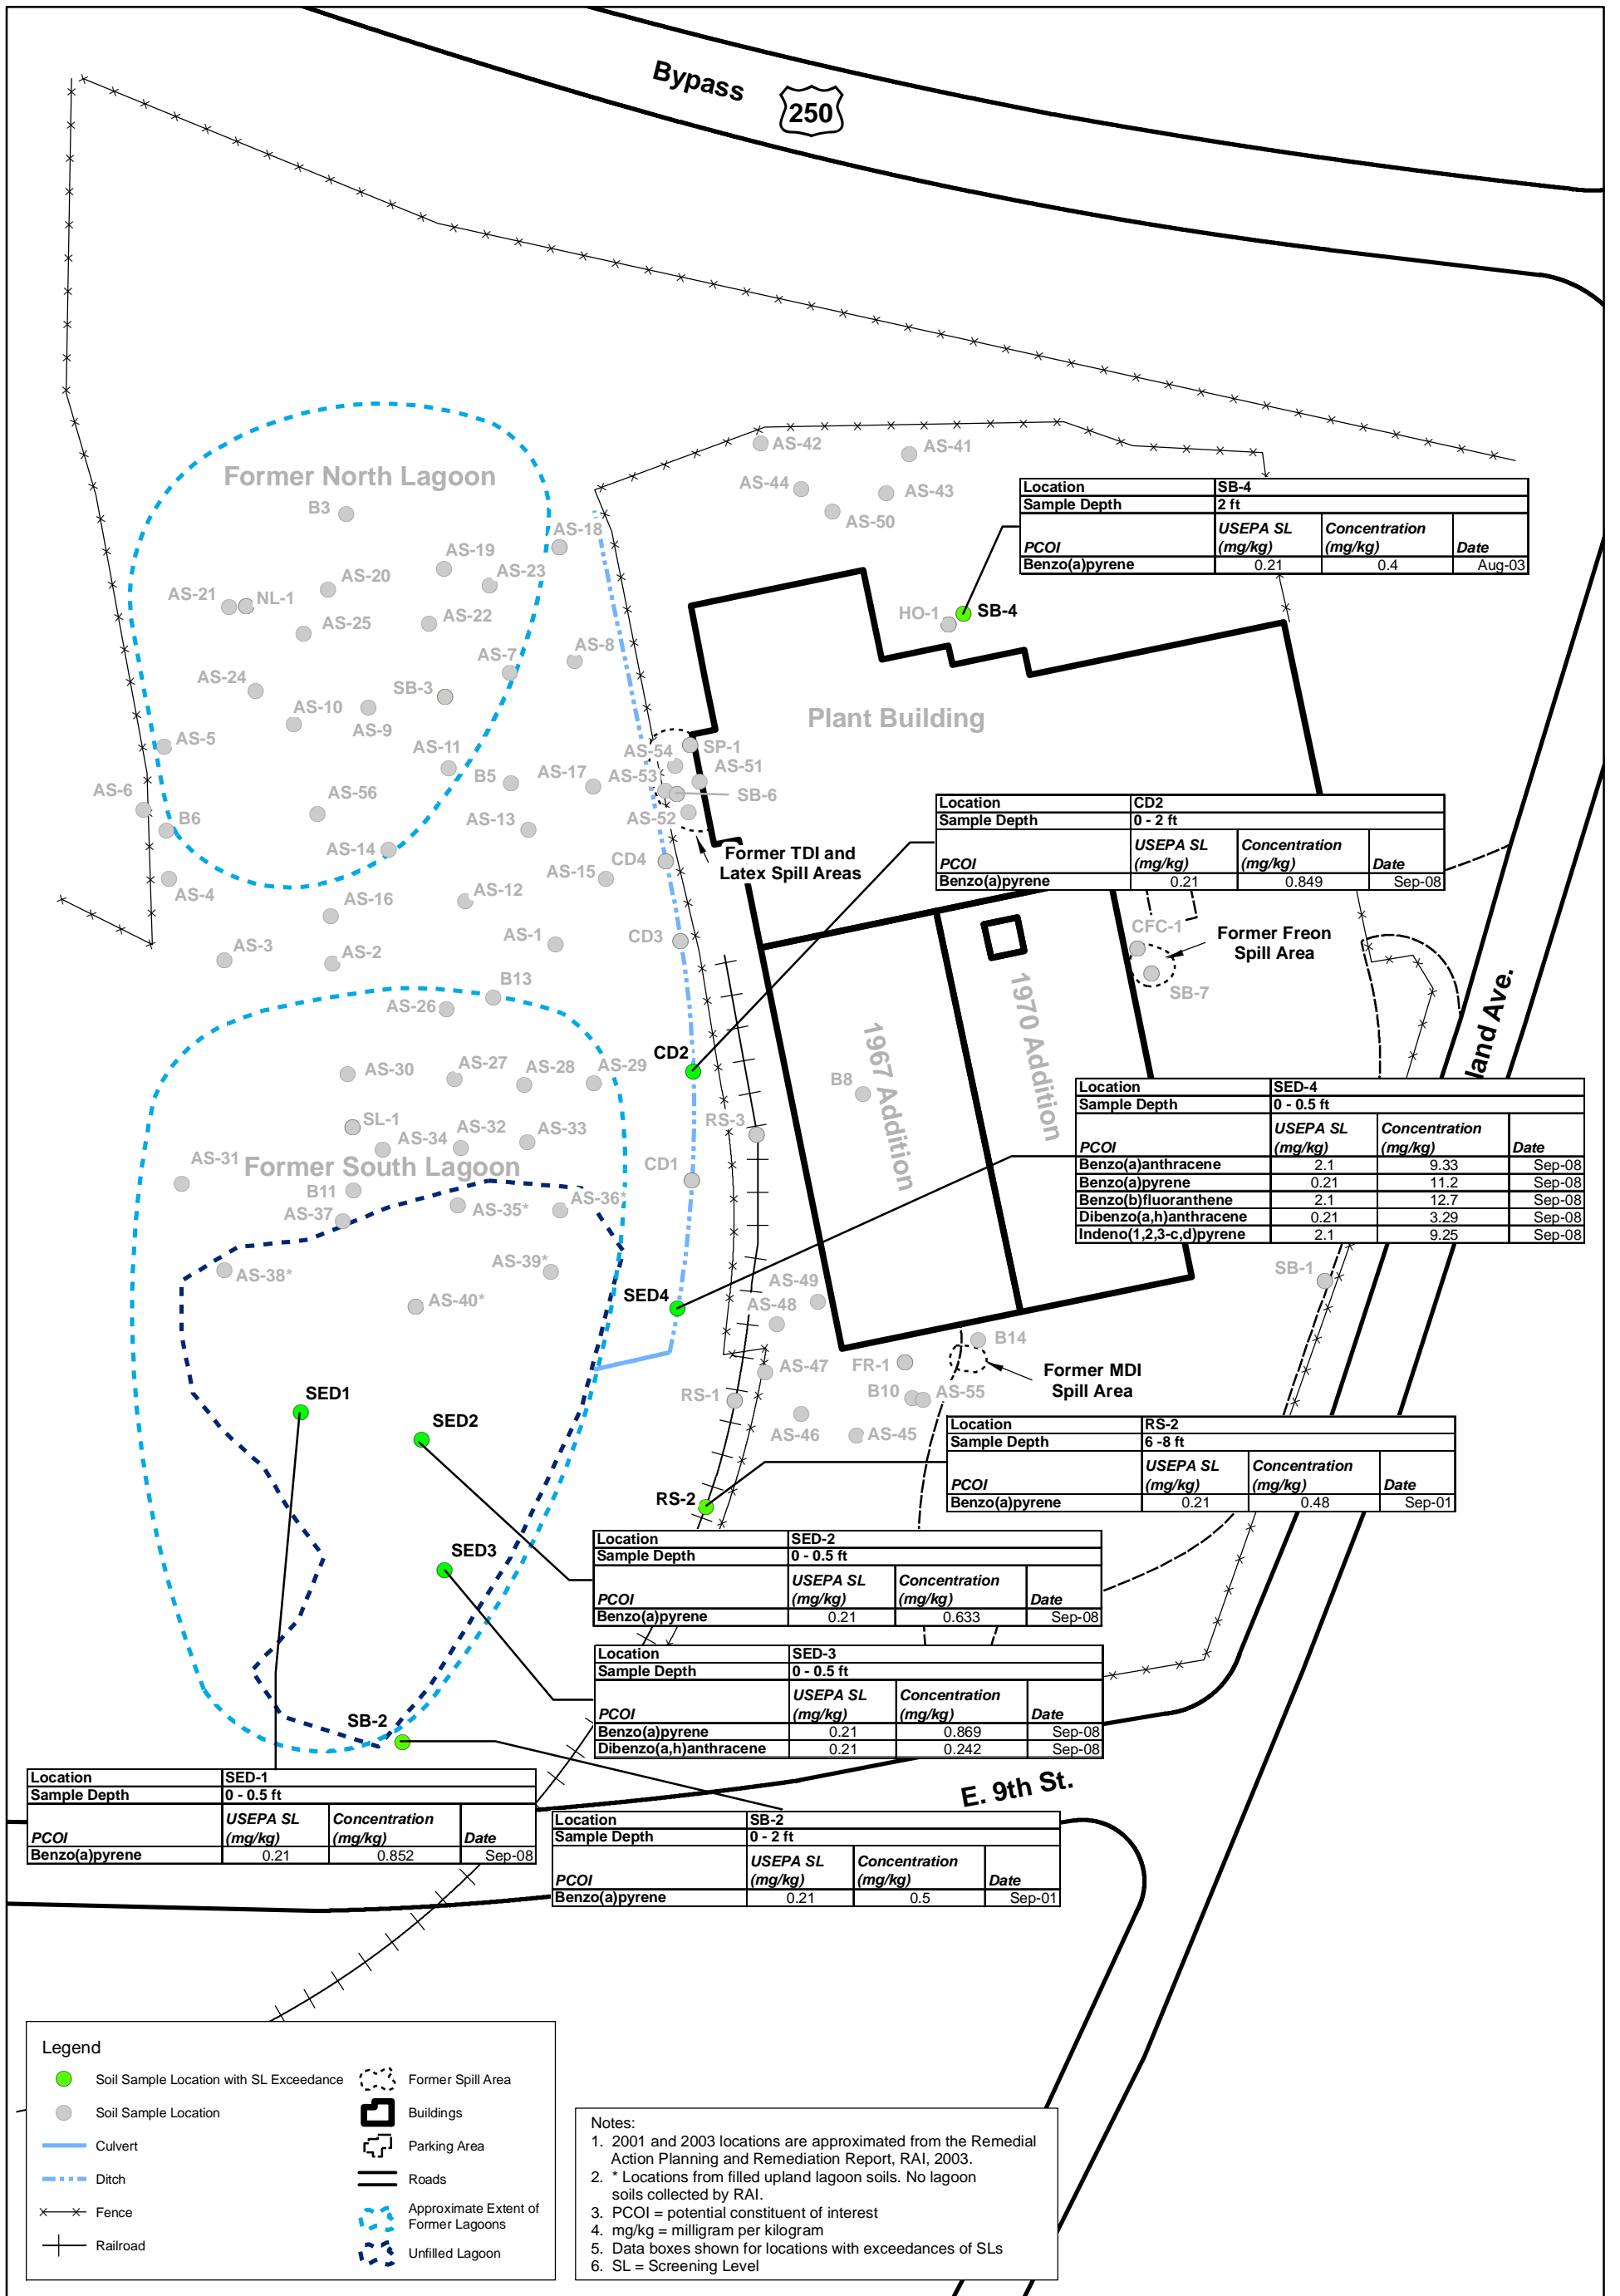 Bypass
250
Former North Lagoon
B3
AS-18
AS-19
AS-23
AS-20
AS-21
NL-1
AS-25
AS-22
AS-8
AS-7
AS-24
SB-3
AS-10
AS-9
AS-5
AS-11
B5
AS-17
AS-6
B6
AS-56
AS-13
AS-14
AS-15
AS-4
AS-16
AS-12
AS-3
AS-2
AS-1
AS-42
AS-41
AS-44
AS-43
AS-50
HO-1
SB-4
Location SB-4
Sample Depth 2 ft
PCOI USEPA SL (mg/kg) Concentration (mg/kg) Date
Benzo(a)pyrene 0.21 0.4 Aug-03
Plant Building
SP-1
AS-54
AS-51
AS-53
SB-6
AS-52
CD4
Former TDI and
Latex Spill Areas
CD3
Location CD2
Sample Depth 0 - 2 ft
PCOI USEPA SL (mg/kg) Concentration (mg/kg) Date
Benzo(a)pyrene 0.21 0.849 Sep-08
CFC-1
Former Freon
Spill Area
SB-7
B13
AS-26
AS-30
AS-27
AS-28
AS-29
CD2
SL-1
AS-34
AS-32
AS-33
RS-3
B8
1967 Addition
1970 Addition
land Ave.
AS-31
Former South Lagoon
CD1
B11
AS-37
AS-35*
AS-36*
AS-38*
AS-39*
AS-40*
Location SED-4
Sample Depth 0 - 0.5 ft
PCOI USEPA SL (mg/kg) Concentration (mg/kg) Date
Benzo(a)anthracene 2.1 9.33 Sep-08
Benzo(a)pyrene 0.21 11.2 Sep-08
Benzo(b)fluoranthene 2.1 12.7 Sep-08
Dibenzo(a,h)anthracene 0.21 3.29 Sep-08
Indeno(1,2,3-c,d)pyrene 2.1 9.25 Sep-08
SB-1
SED4
AS-49
AS-48
B14
AS-47
FR-1
Former MDI
Spill Area
RS-1
B10
AS-55
AS-46
AS-45
SED1
SED2
SED3
RS-2
Location RS-2
Sample Depth 6 -8 ft
PCOI USEPA SL (mg/kg) Concentration (mg/kg) Date
Benzo(a)pyrene 0.21 0.48 Sep-01
Location SED-2
Sample Depth 0 - 0.5 ft
PCOI USEPA SL (mg/kg) Concentration (mg/kg) Date
Benzo(a)pyrene 0.21 0.633 Sep-08
Location SED-3
Sample Depth 0 - 0.5 ft
PCOI USEPA SL (mg/kg) Concentration (mg/kg) Date
Benzo(a)pyrene 0.21 0.869 Sep-08
Dibenzo(a,h)anthracene 0.21 0.242 Sep-08
SB-2
Location SED-1
Sample Depth 0 - 0.5 ft
PCOI USEPA SL (mg/kg) Concentration (mg/kg) Date
Benzo(a)pyrene 0.21 0.852 Sep-08
E. 9th St.
Location SB-2
Sample Depth 0 - 2 ft
PCOI USEPA SL (mg/kg) Concentration (mg/kg) Date
Benzo(a)pyrene 0.21 0.5 Sep-01
Legend
Soil Sample Location with SL Exceedance
Soil Sample Location
Culvert
Ditch
Fence
Railroad
Former Spill Area
Buildings
Parking Area
Roads
Approximate Extent of
Former Lagoons
Unfilled Lagoon
Notes:
1. 2001 and 2003 locations are approximated from the Remedial
Action Planning and Remediation Report, RAI, 2003.
2. * Locations from filled upland lagoon soils. No lagoon
soils collected by RAI.
3. PCOI = potential constituent of interest
4. mg/kg = milligram per kilogram
5. Data boxes shown for locations with exceedances of SLs
6. SL = Screening Level